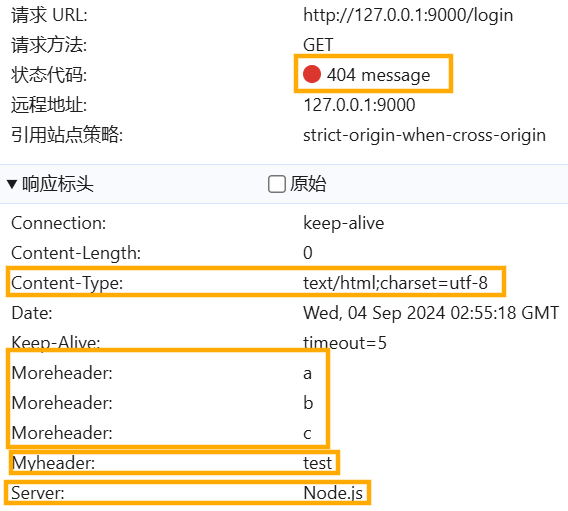 请求 URL: http://127.0.0.1:9000/login
请求方法: GET
状态代码: 404 message
远程地址: 127.0.0.1:9000
引用站点策略: strict-origin-when-cross-origin
▼响应标头 原始
Connection: keep-alive
Content-Length: 0
Content-Type: text/html;charset=utf-8
Date: Wed, 04 Sep 2024 02:55:18 GMT
Keep-Alive: timeout=5
Moreheader: a
Moreheader: b
Moreheader: c
Myheader: test
Server: Node.js